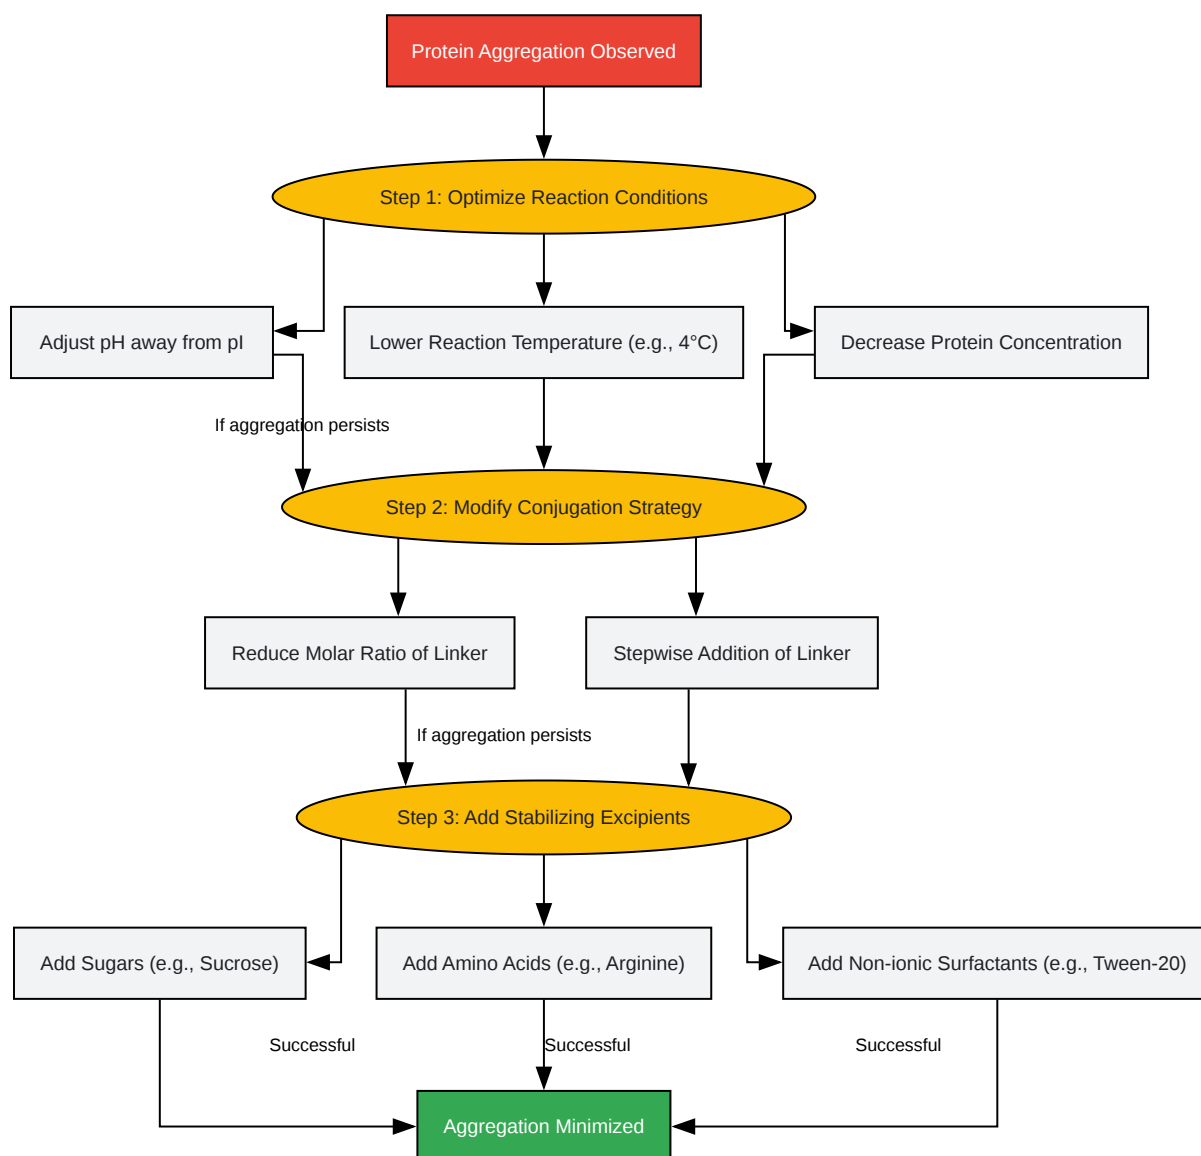 Protein Aggregation Observed
Step 1: Optimize Reaction Conditions
Adjust pH away from pI
Lower Reaction Temperature (e.g., 4°C)
Decrease Protein Concentration
If aggregation persists
Step 2: Modify Conjugation Strategy
Reduce Molar Ratio of Linker
Stepwise Addition of Linker
If aggregation persists
Step 3: Add Stabilizing Excipients
Add Sugars (e.g., Sucrose)
Add Amino Acids (e.g., Arginine)
Add Non-ionic Surfactants (e.g., Tween-20)
Successful
Successful
Successful
Aggregation Minimized